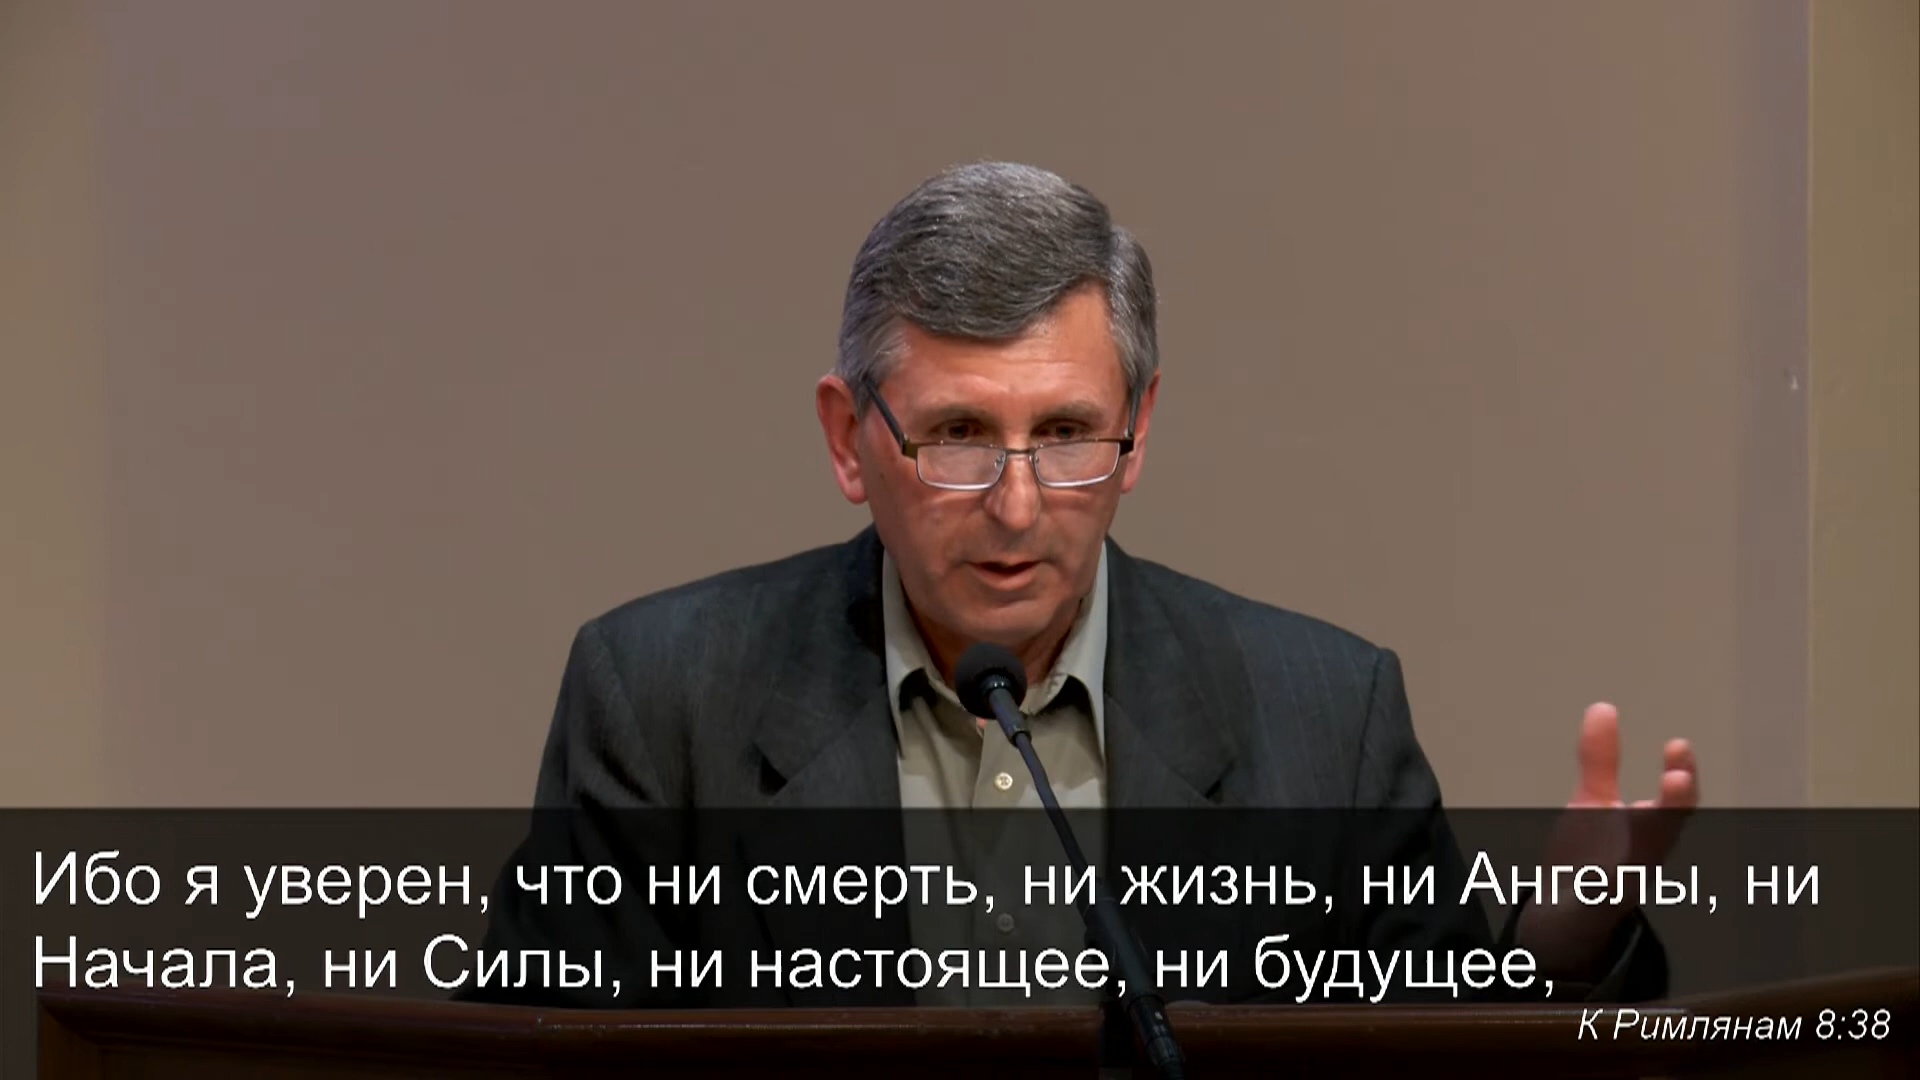 Ибо я уверен, что ни смерть, ни жизнь, ни Ангелы, ни
Начала, ни Силы, ни настоящее, ни будущее,
К Римлянам 8:38